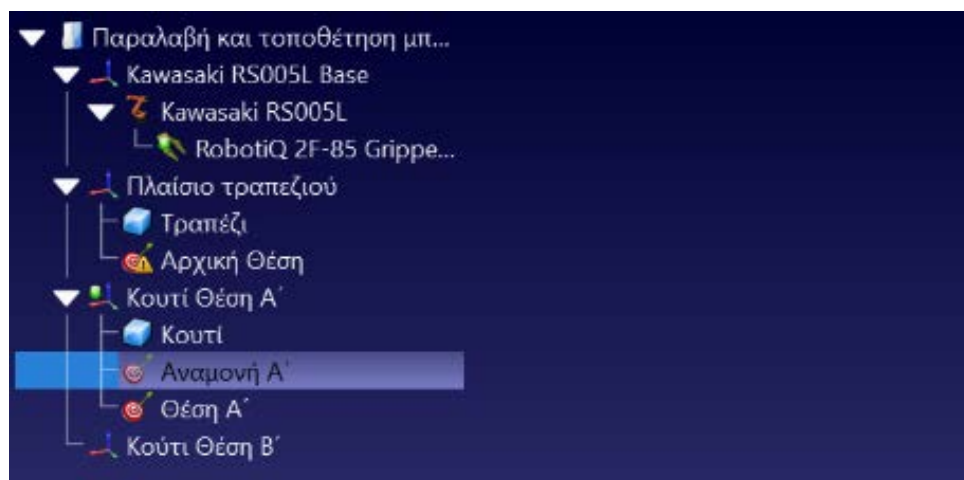 Παραλαβή και τοποθέτηση μπ...
Kawasaki RS005L Base
Kawasaki RS005L
RobotiQ 2F-85 Grippe...
Πλαίσιο τραπεζιού
Τραπέζι
Αρχική Θέση
Κουτί Θέση Α΄
Κουτί
Αναμονή Α΄
Θέση Α΄
Κούτι Θέση Β΄